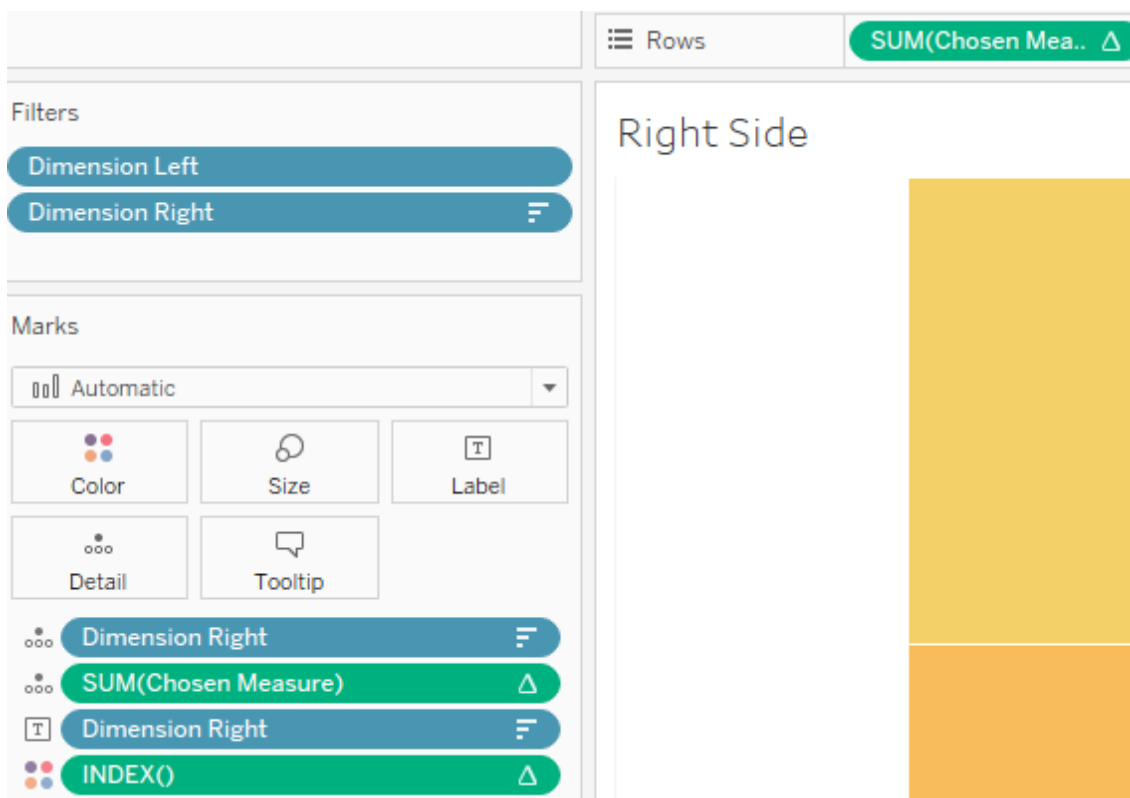 Rows
SUM(Chosen Mea.. Δ
Filters
Dimension Left
Dimension Right
Right Side
Marks
Automatic
Color
Size
T
Label
Detail
Tooltip
Dimension Right
SUM(Chosen Measure) Δ
T Dimension Right
INDEX() Δ